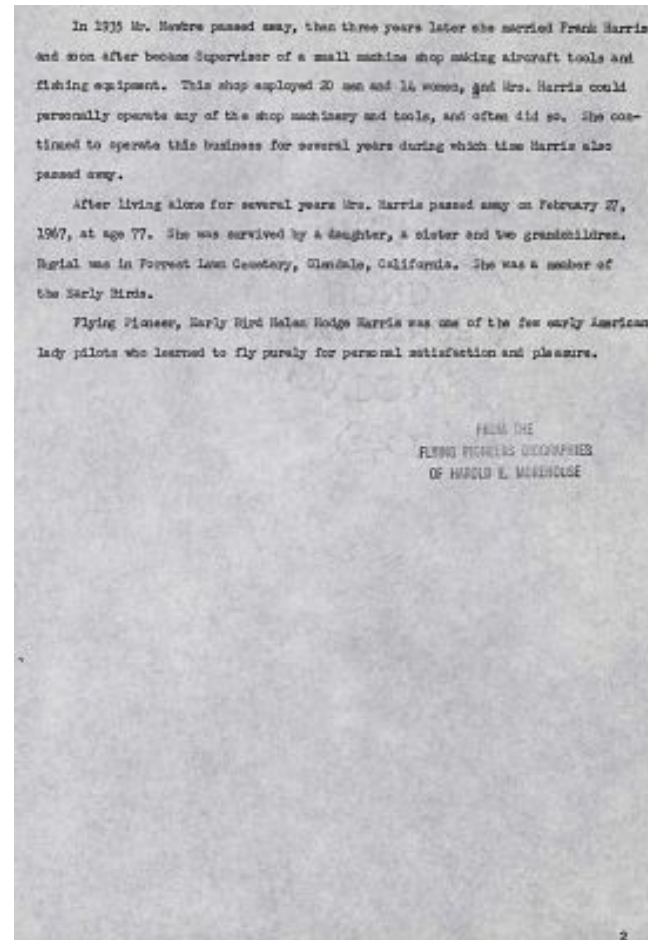 In 1935 Mr. Newbre passed away, then three years later she married Frank Harris
and soon after became Supervisor of a small machine shop making aircraft tools and
fishing equipment. This shop employed 20 men and 14 women, and Mrs. Harris could
personally operate any of the shop machinery and tools, and often did so. She con-
tinued to operate this business for several years during which time Harris also
passed away.
After living alone for several years Mrs. Harris passed away on February 27,
1967, at age 77. She was survived by a daughter, a sister and two grandchildren.
Burial was in Forrest Lawn Cemetery, Glendale, California. She was a member of
the Early Birds.
Flying Pioneer, Early Bird Helen Hodge Harris was one of the few early American
lady pilots who learned to fly purely for personal satisfaction and pleasure.
FROM THE
FLYING PIONEERS BIOGRAPHIES
OF HAROLD E. MOREHOUSE
2